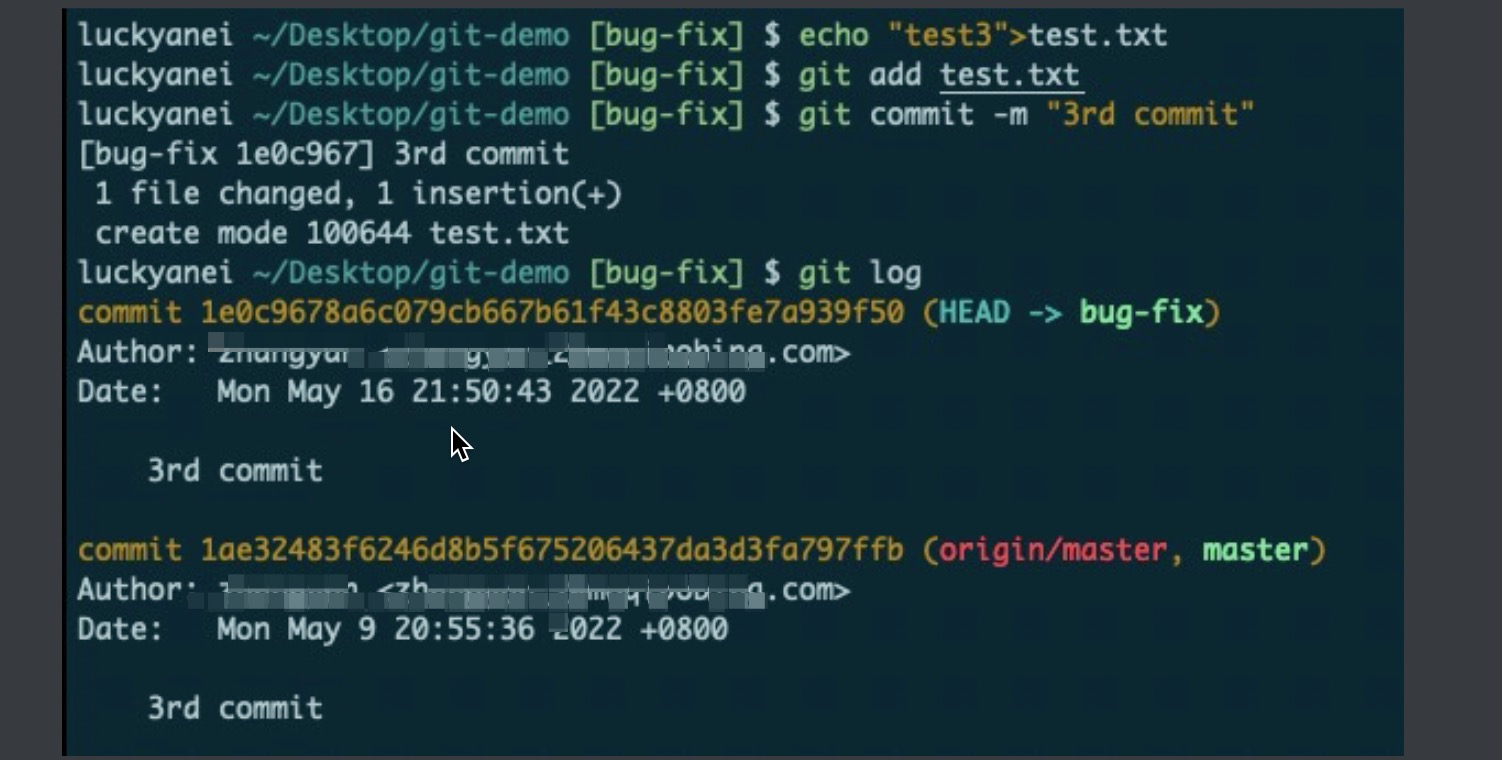 luckyanei ~/Desktop/git-demo [bug-fix] $ echo "test3">test.txt
luckyanei ~/Desktop/git-demo [bug-fix] $ git add test.txt
luckyanei ~/Desktop/git-demo [bug-fix] $ git commit -m "3rd commit"
[bug-fix 1e0c967] 3rd commit
 1 file changed, 1 insertion(+)
 create mode 100644 test.txt
luckyanei ~/Desktop/git-demo [bug-fix] $ git log
commit 1e0c9678a6c079cb667b61f43c8803fe7a939f50 (HEAD -> bug-fix)
Author: .com>
Date:   Mon May 16 21:50:43 2022 +0800
    3rd commit
commit 1ae32483f6246d8b5f675206437da3d3fa797ffb (origin/master, master)
Author: .com>
Date:   Mon May 9 20:55:36 2022 +0800
    3rd commit